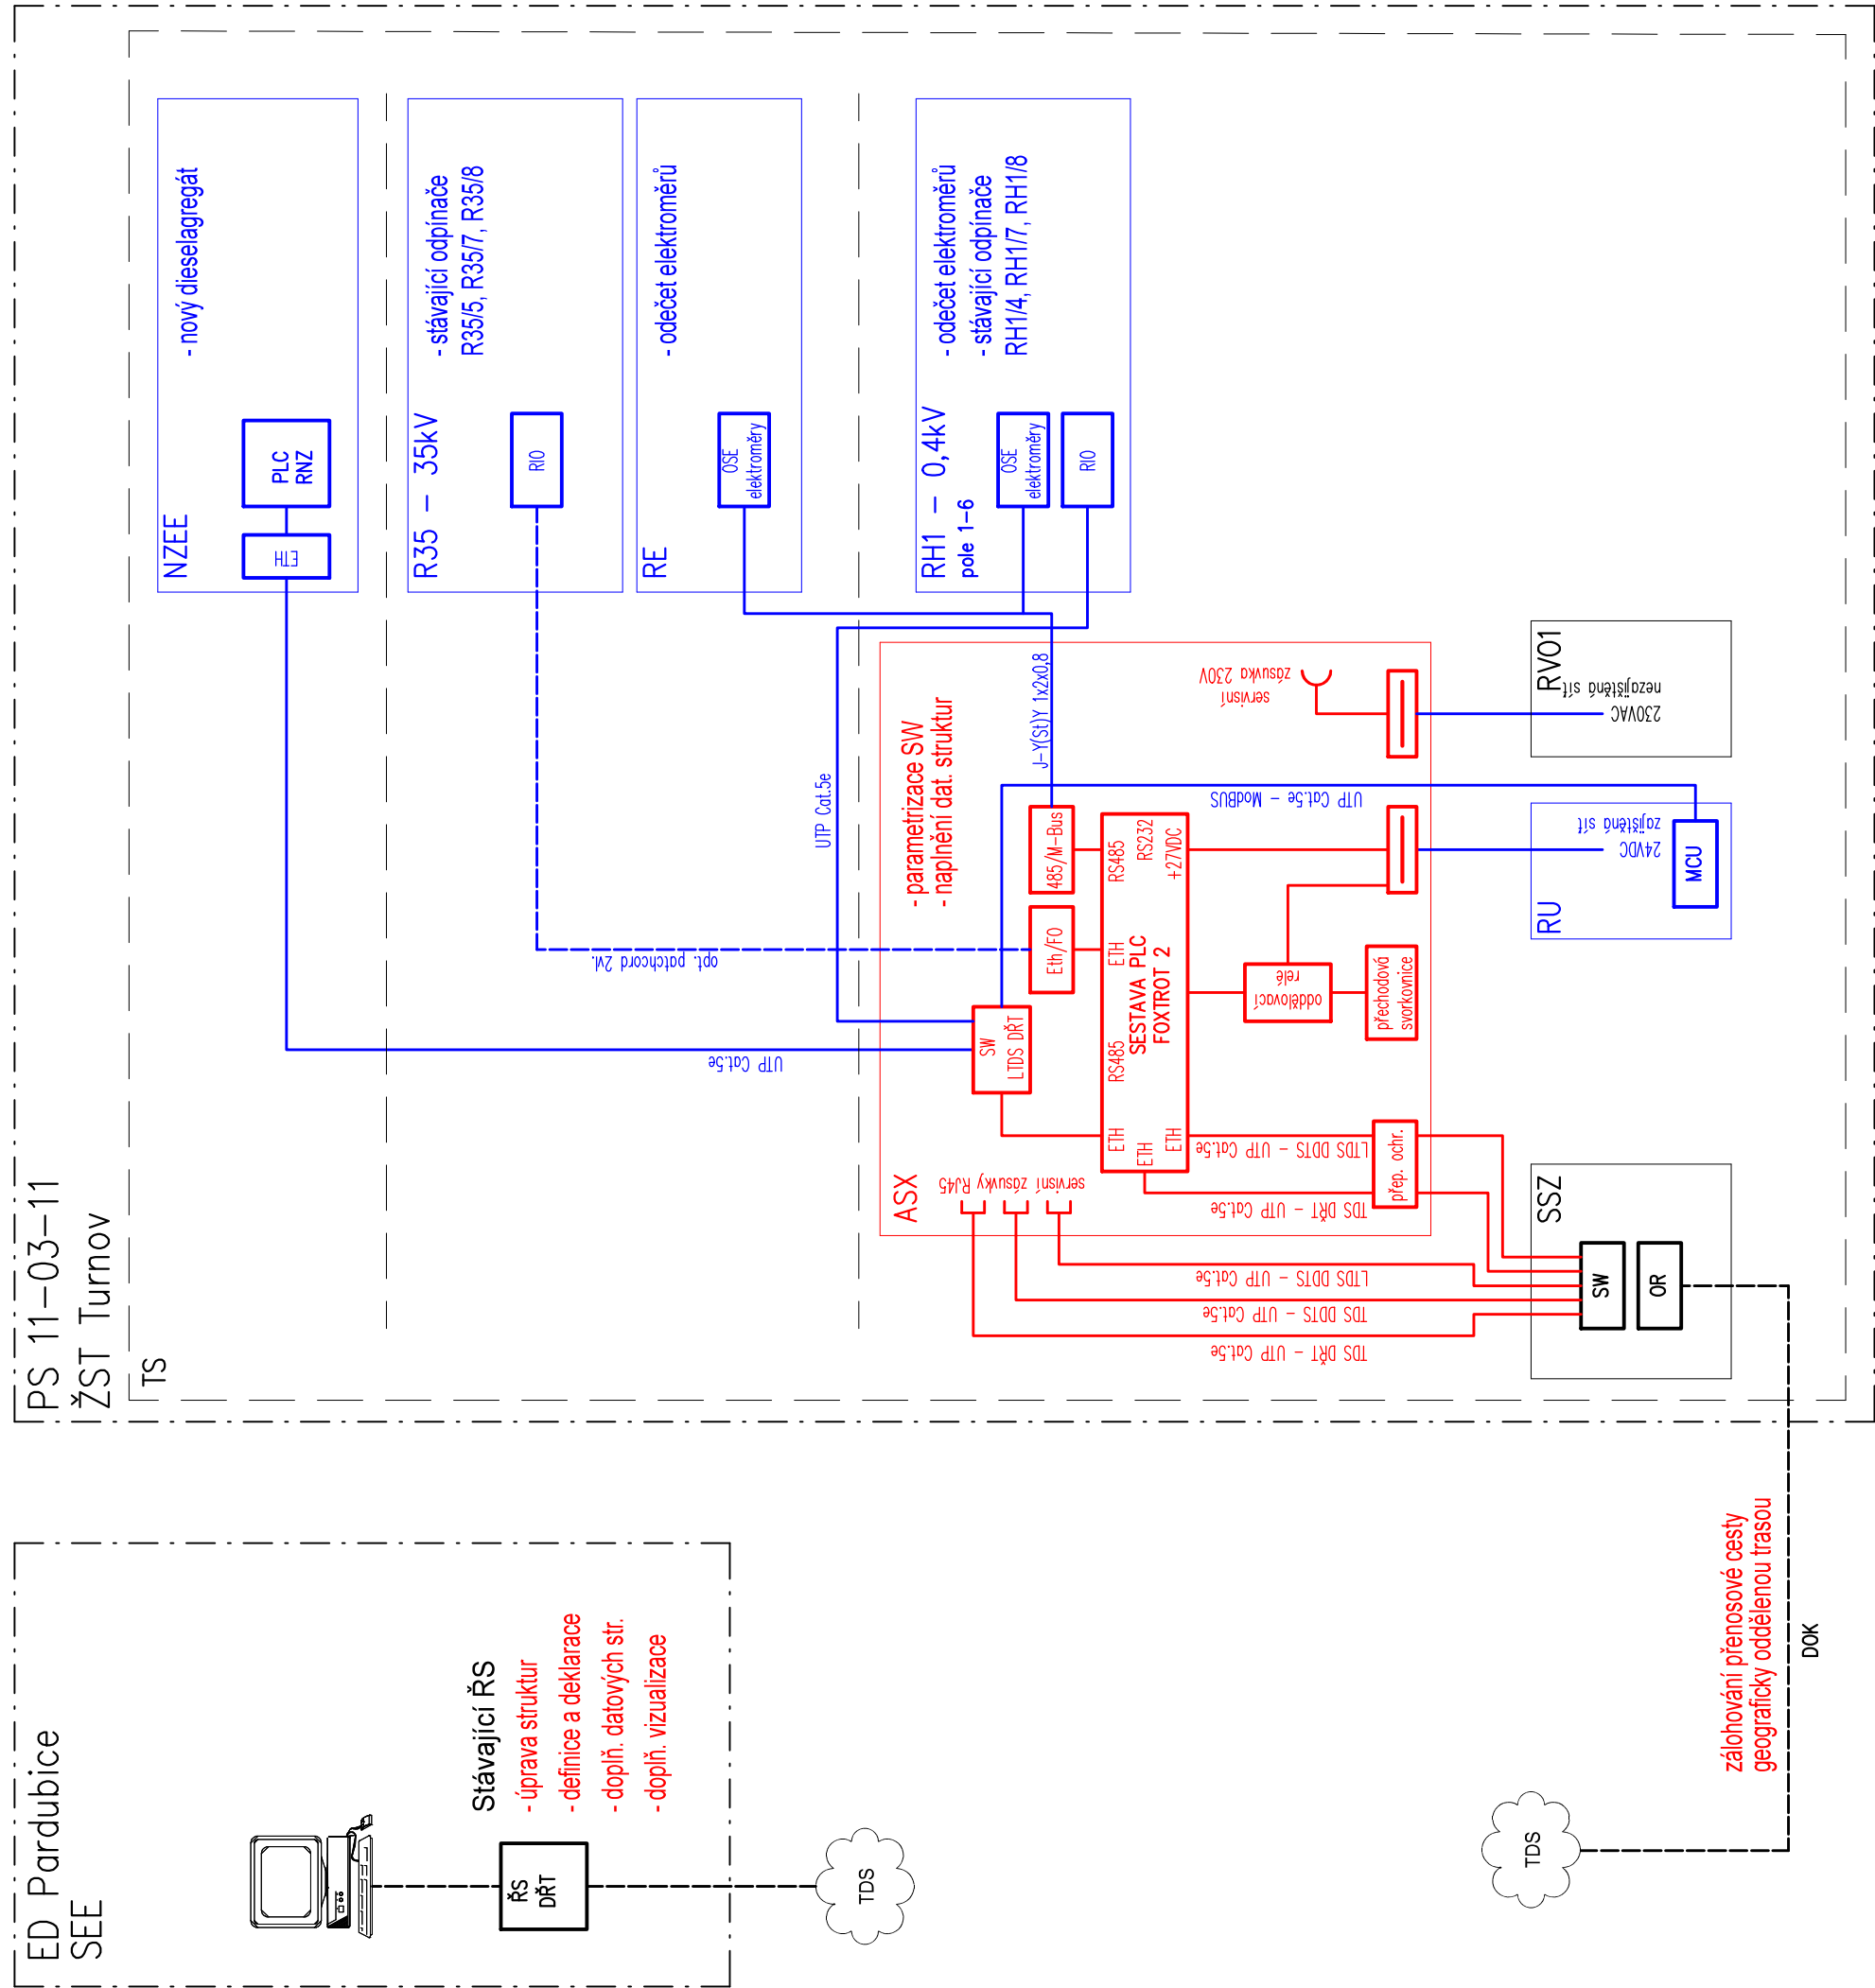 ED Pardubice
SEE
Stávající ŘS
- úprava struktur
- definice a deklarace
- doplň. datových str.
- doplň. vizualizace
ŘS
DŘT
TDS
TDS
zálohování přenosové cesty
geograficky oddělenou trasou
DOK
PS 11-03-11
ŽST Turnov
TS
NZEE
ETH
PLC
RNZ
- nový dieselagregát
R35 - 35kV
RIO
- stávající odpínače
R35/5, R35/7, R35/8
RE
OSE
elektroměry
- odečet elektroměrů
RH1 - 0,4kV
pole 1-6
OSE
elektroměry
RIO
- odečet elektroměrů
- stávající odpínače
RH1/4, RH1/7, RH1/8
UTP Cat.5e
opt. patchcord 2vl.
UTP Cat.5e
J-Y(St)Y 1x2x0,8
ASX
- parametrizace SW
- naplnění dat. struktur
servisní zásuvky RJ45
SW
LTDS DŘT
Eth/FO
485/M-Bus
ETH
RS485
ETH
RS485
ETH
SESTAVA PLC
FOXTROT 2
RS232
ETH
+27VDC
UTP Cat.5e - ModBUS
servisní
zásuvka 230V
oddělovací
relé
přechodová
svorkovnice
přep. ochr.
LTDS DDTS - UTP Cat.5e
TDS DŘT - UTP Cat.5e
LTDS DDTS - UTP Cat.5e
TDS DDTS - UTP Cat.5e
TDS DŘT - UTP Cat.5e
SSZ
SW
OR
RU
24VDC
zajištěná síť
MCU
RVO1
230VAC
nezajištěná síť